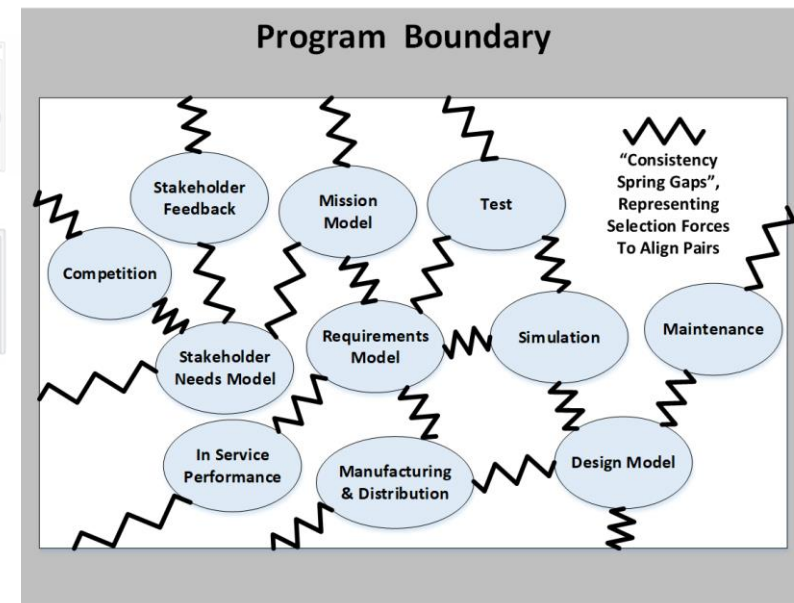 Program Boundary
Stakeholder
Feedback
Mission
Model
Test
“Consistency
Spring Gaps”,
Representing
Selection Forces
To Align Pairs
Competition
Stakeholder
Needs Model
Requirements
Model
Simulation
Maintenance
In Service
Performance
Manufacturing
& Distribution
Design Model